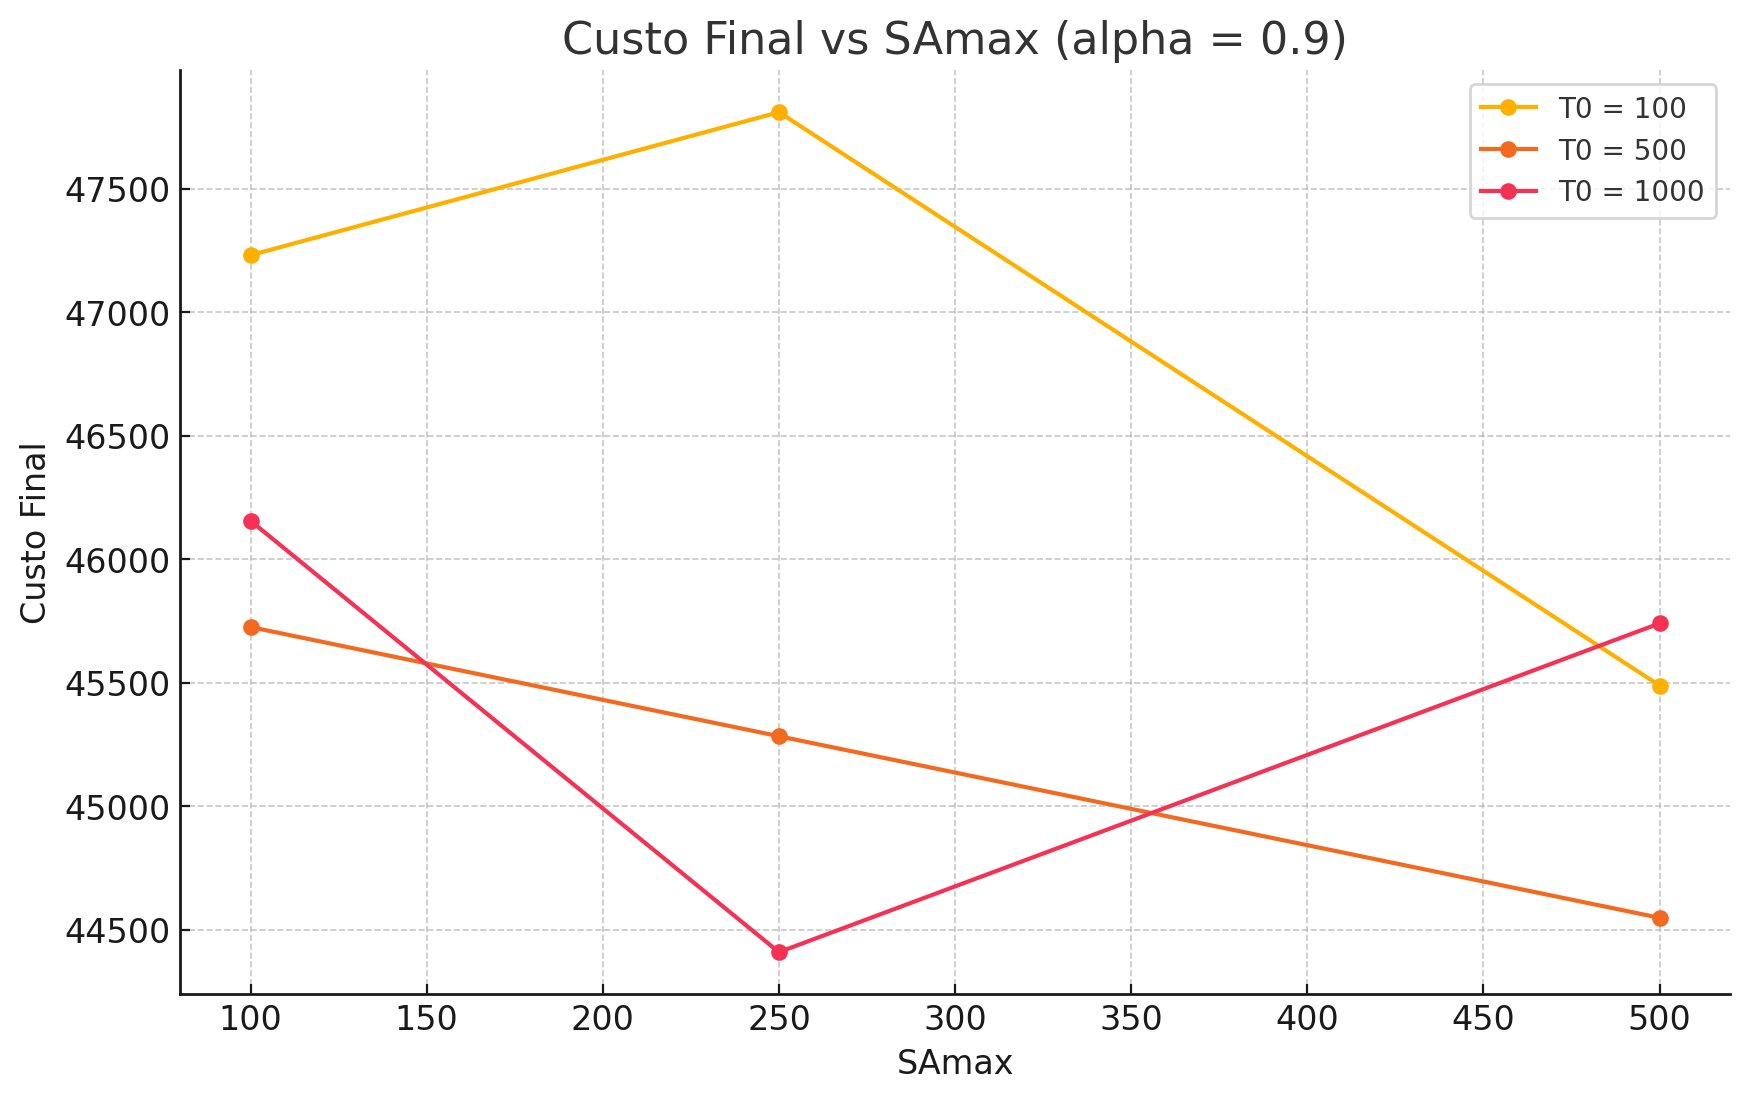 Custo Final vs SAmax (alpha = 0.9)
T0 = 100
T0 = 500
T0 = 1000
Custo Final
47500
47000
46500
46000
45500
45000
44500
100 150 200 250 300 350 400 450 500
SAmax